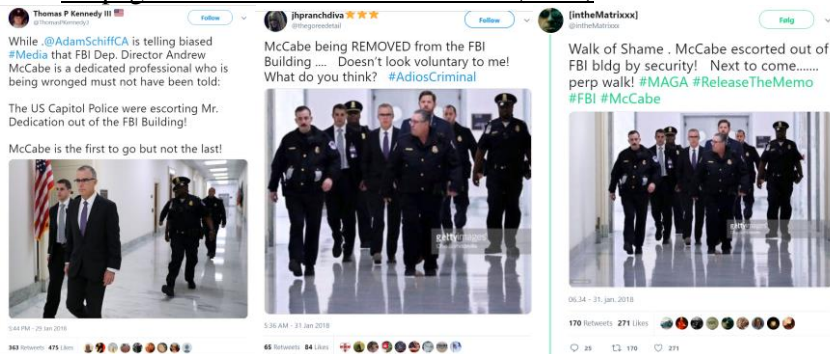 Thomas P Kennedy III
@ThomasPKennedy3
Follow
While .@AdamSchiffCA is telling biased
#Media that FBI Dep. Director Andrew
McCabe is a dedicated professional who is
being wronged must not have been told:
The US Capitol Police were escorting Mr.
Dedication out of the FBI Building!
McCabe is the first to go but not the last!
5:44 PM - 29 Jan 2018
363 Retweets 475 Likes
jhpranchdiva
@thegoreedetail
Follow
McCabe being REMOVED from the FBI
Building .... Doesn't look voluntary to me!
What do you think? #AdiosCriminal
gettyimages
5:36 AM - 31 Jan 2018
65 Retweets 84 Likes
[intheMatrixxx]
@intheMatrixxx
Følg
Walk of Shame . McCabe escorted out of
FBI bldg by security! Next to come.......
perp walk! #MAGA #ReleaseTheMemo
#FBI #McCabe
gettyimages
06.34 - 31. jan. 2018
170 Retweets 271 Likes
25 170 271